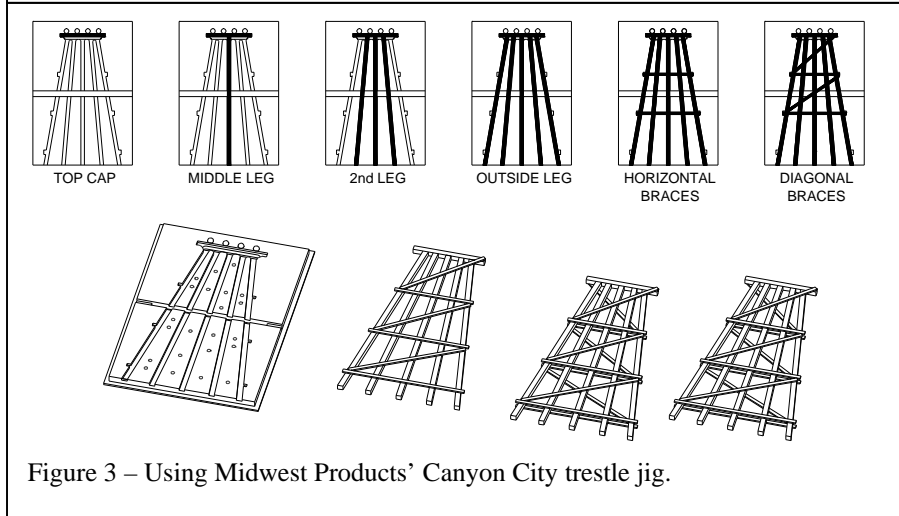 TOP CAP
MIDDLE LEG
2nd LEG
OUTSIDE LEG
HORIZONTAL
BRACES
DIAGONAL
BRACES
Figure 3 – Using Midwest Products’ Canyon City trestle jig.